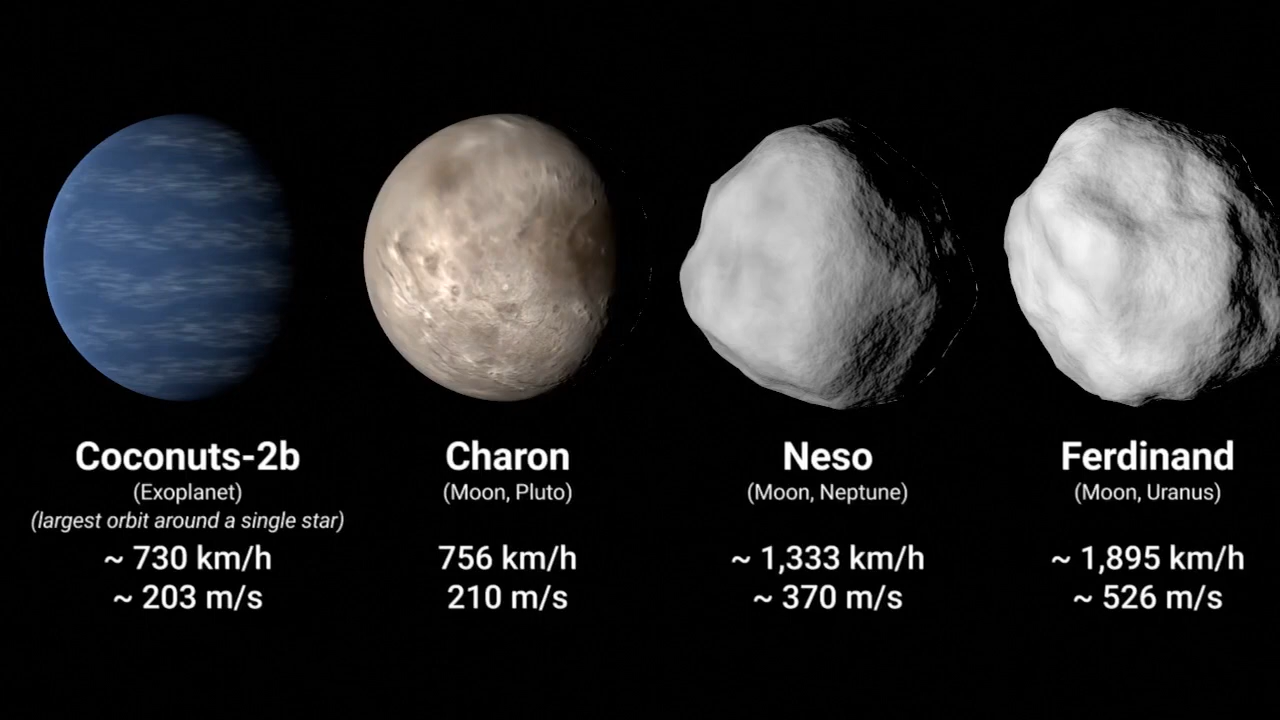 Coconuts-2b
(Exoplanet)
(largest orbit around a single star)
~ 730 km/h
~ 203 m/s
Charon
(Moon, Pluto)
756 km/h
210 m/s
Neso
(Moon, Neptune)
~ 1,333 km/h
~ 370 m/s
Ferdinand
(Moon, Uranus)
~ 1,895 km/h
~ 526 m/s